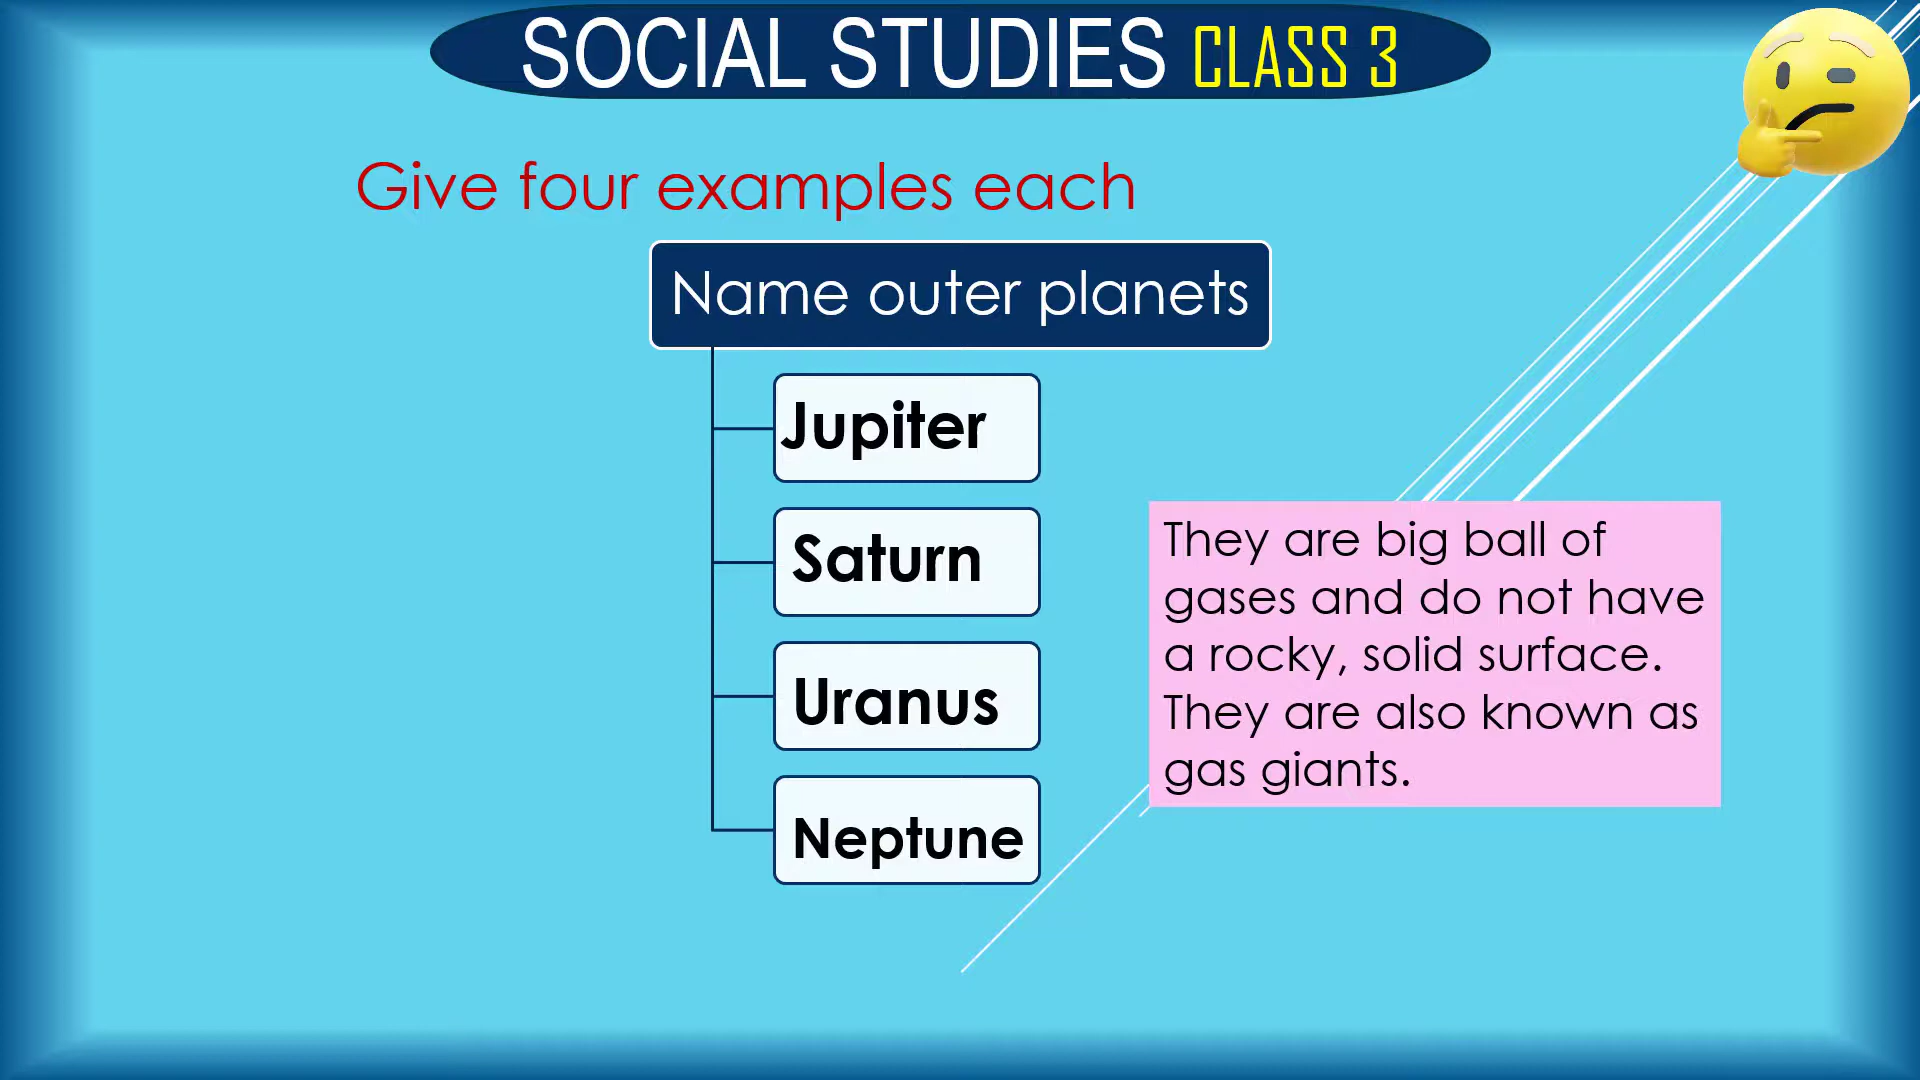 SOCIAL STUDIES CLASS 3
Give four examples each
Name outer planets
Jupiter
Saturn
Uranus
Neptune
They are big ball of
gases and do not have
a rocky, solid surface.
They are also known as
gas giants.